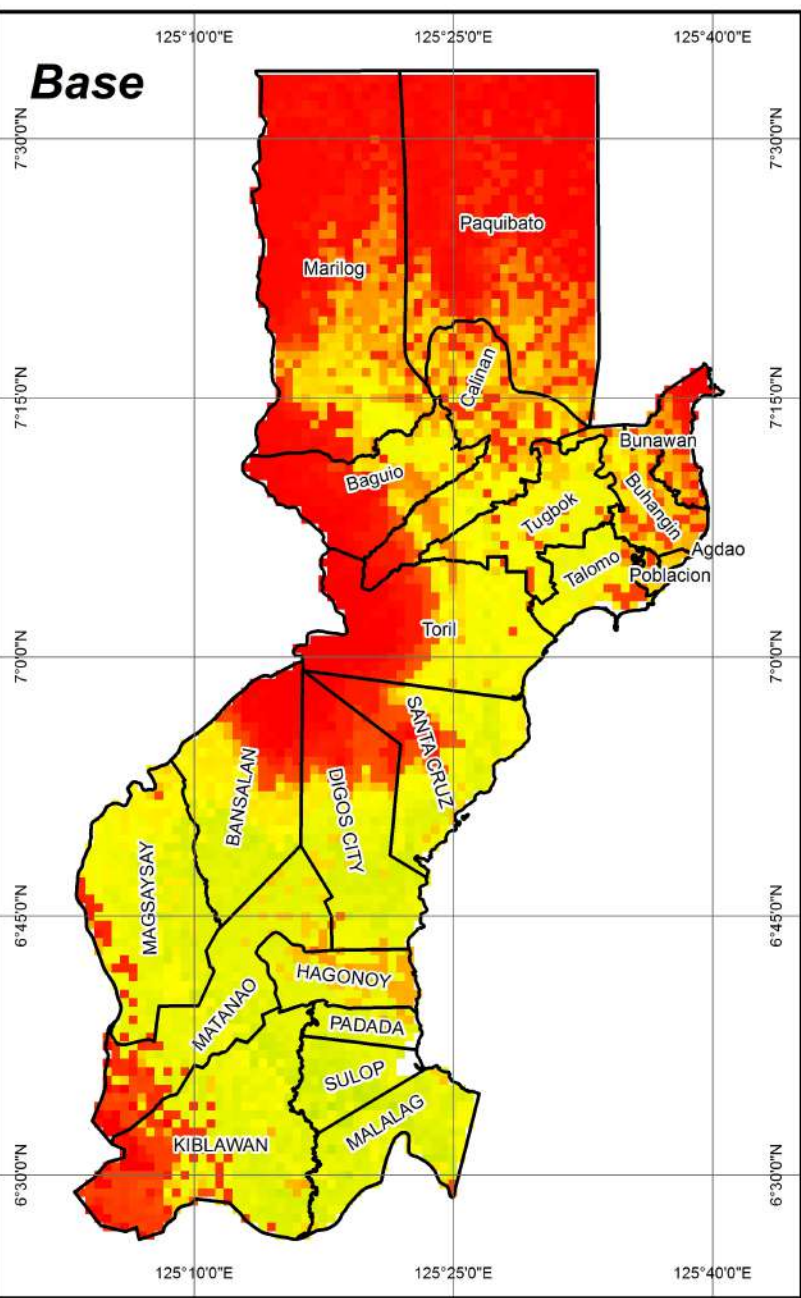 125°10'0"E
125°25'0"E
125°40'0"E
Base
7°30'0"N
7°30'0"N
Paquibato
Marilog
Calinan
7°15'0"N
7°15'0"N
Bunawan
Baguio
Buhangin
Tugbok
Agdao
Talomo
Poblacion
Toril
7°0'0"N
7°0'0"N
SANTA CRUZ
BANSALAN
DIGOS CITY
MAGSAYSAY
6°45'0"N
6°45'0"N
HAGONOY
MATANAO
PADADA
SULOP
MALALAG
KIBLAWAN
6°30'0"N
6°30'0"N
125°10'0"E
125°25'0"E
125°40'0"E